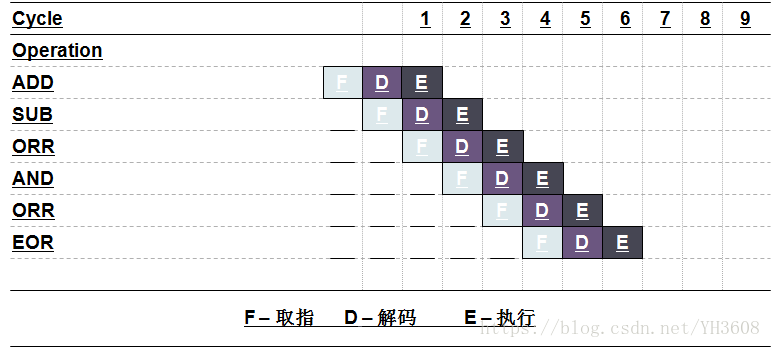 Cycle 1 2 3 4 5 6 7 8 9
Operation
ADD F D E
SUB F D E
ORR F D E
AND F D E
ORR F D E
EOR F D E
F – 取指 D – 解码 E – 执行
https://blog.csdn.net/YH3608